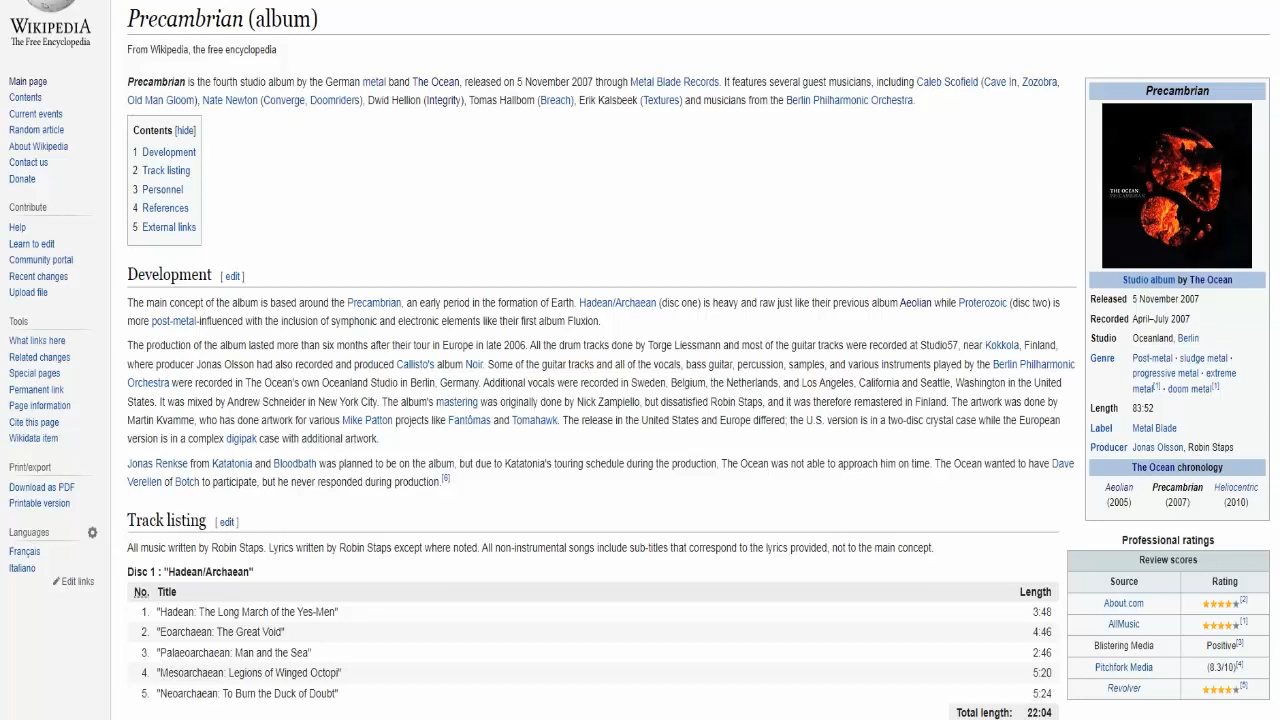 WIKIPEDIA
The Free Encyclopedia
Main page
Contents
Current events
Random article
About Wikipedia
Contact us
Donate
Contribute
Help
Learn to edit
Community portal
Recent changes
Upload file
Tools
What links here
Related changes
Special pages
Permanent link
Page information
Cite this page
Wikidata item
Print/export
Download as PDF
Printable version
Languages
Français
Italiano
Edit links
Precambrian (album)
From Wikipedia, the free encyclopedia
Precambrian is the fourth studio album by the German metal band The Ocean, released on 5 November 2007 through Metal Blade Records. It features several guest musicians, including Caleb Scofield (Cave In, Zozobra,
Old Man Gloom), Nate Newton (Converge, Doomriders), Dwid Hellion (Integrity), Tomas Hallbom (Breach), Erik Kalsbeek (Textures) and musicians from the Berlin Philharmonic Orchestra.
Contents [hide]
1 Development
2 Track listing
3 Personnel
4 References
5 External links
Development [ edit ]
The main concept of the album is based around the Precambrian, an early period in the formation of Earth. Hadean/Archaean (disc one) is heavy and raw just like their previous album Aeolian while Proterozoic (disc two) is
more post-metal-influenced with the inclusion of symphonic and electronic elements like their first album Fluxion.
The production of the album lasted more than six months after their tour in Europe in late 2006. All the drum tracks done by Torge Liessmann and most of the guitar tracks were recorded at Studio57, near Kokkola, Finland,
where producer Jonas Olsson had also recorded and produced Callisto's album Noir. Some of the guitar tracks and all of the vocals, bass guitar, percussion, samples, and various instruments played by the Berlin Philharmonic
Orchestra were recorded in The Ocean's own Oceanland Studio in Berlin, Germany. Additional vocals were recorded in Sweden, Belgium, the Netherlands, and Los Angeles, California and Seattle, Washington in the United
States. It was mixed by Andrew Schneider in New York City. The album's mastering was originally done by Nick Zampiello, but dissatisfied Robin Staps, and it was therefore remastered in Finland. The artwork was done by
Martin Kvamme, who has done artwork for various Mike Patton projects like Fantômas and Tomahawk. The release in the United States and Europe differed; the U.S. version is in a two-disc crystal case while the European
version is in a complex digipak case with additional artwork.
Jonas Renkse from Katatonia and Bloodbath was planned to be on the album, but due to Katatonia's touring schedule during the production, The Ocean was not able to approach him on time. The Ocean wanted to have Dave
Verellen of Botch to participate, but he never responded during production.[6]
Track listing [ edit ]
All music written by Robin Staps. Lyrics written by Robin Staps except where noted. All non-instrumental songs include sub-titles that correspond to the lyrics provided, not to the main concept.
Disc 1 : "Hadean/Archaean"
No. Title Length
1. "Hadean: The Long March of the Yes-Men" 3:48
2. "Eoarchaean: The Great Void" 4:46
3. "Palaeoarchaean: Man and the Sea" 2:46
4. "Mesoarchaean: Legions of Winged Octopi" 5:20
5. "Neoarchaean: To Burn the Duck of Doubt" 5:24
Total length: 22:04
Precambrian
THE OCEAN
PRECAMBRIAN
Studio album by The Ocean
Released 5 November 2007
Recorded April–July 2007
Studio Oceanland, Berlin
Genre Post-metal · sludge metal ·
progressive metal · extreme
metal[1] · doom metal[1]
Length 83:52
Label Metal Blade
Producer Jonas Olsson, Robin Staps
The Ocean chronology
Aeolian Precambrian Heliocentric
(2005) (2007) (2010)
Professional ratings
Review scores
Source Rating
About.com ★★★★★[2]
AllMusic ★★★★★[1]
Blistering Media Positive[3]
Pitchfork Media (8.3/10)[4]
Revolver ★★★★★[5]